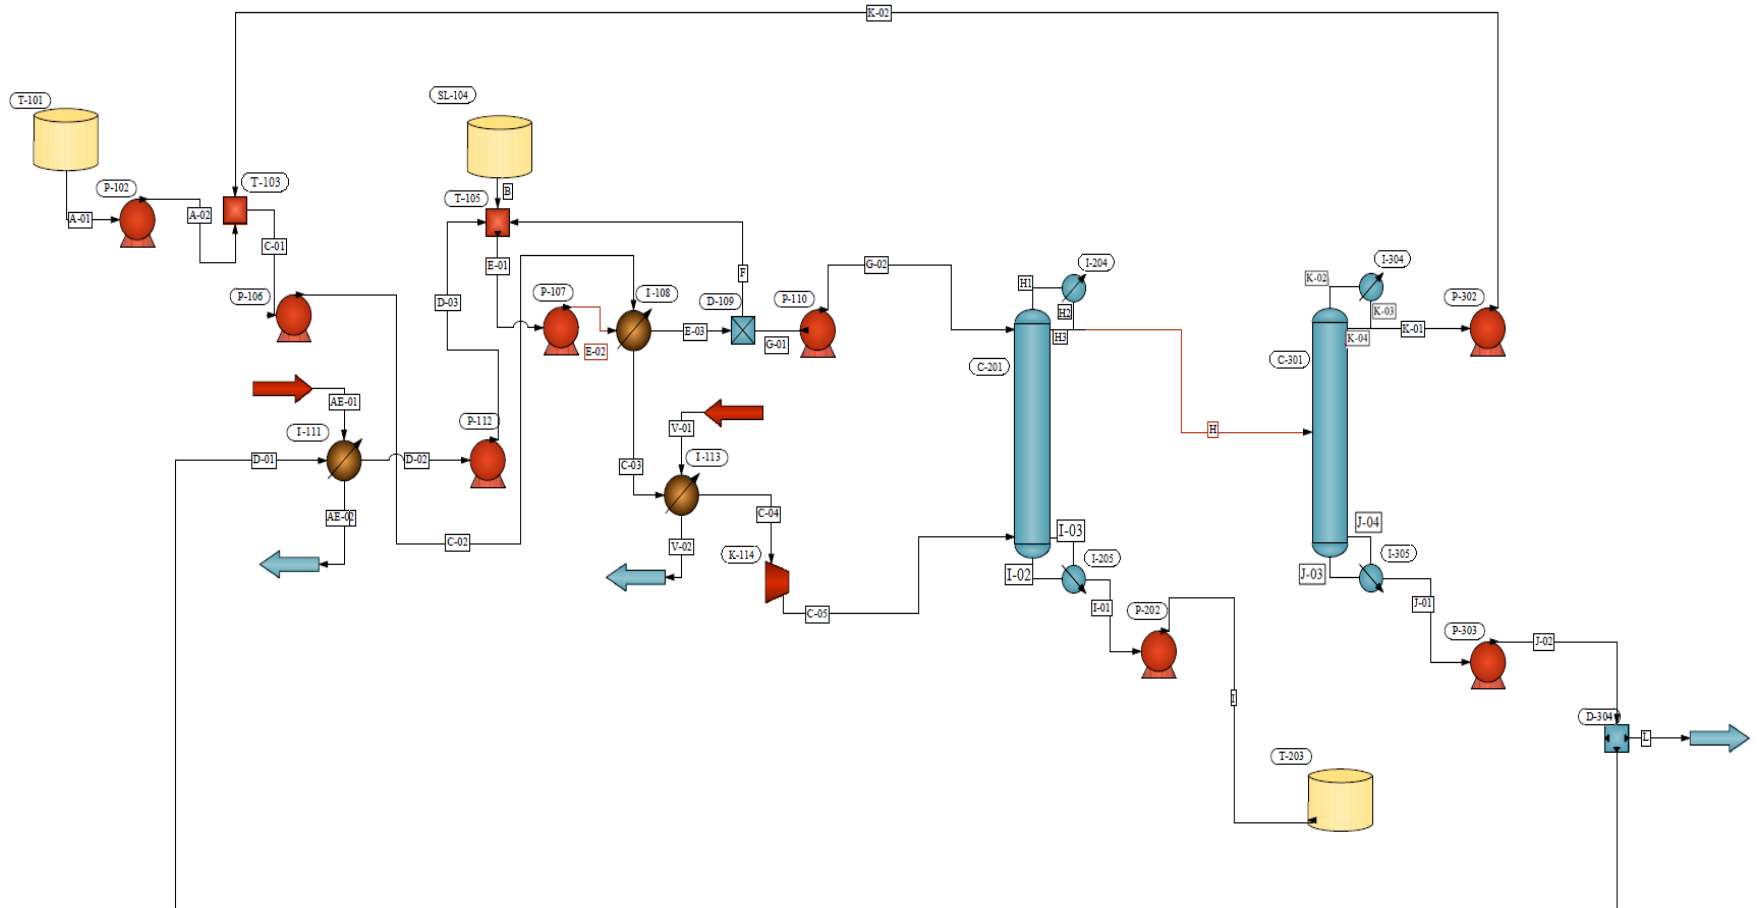 K-02
T-101
SL-104
P-102
T-103
B
T-105
A-01
A-02
C-01
E-01
F
G-02
H1
I-204
K-02
I-304
P-106
D-03
P-107
I-108
D-109
P-110
H2
K-03
P-302
E-02
E-03
G-01
H3
K-04
K-01
C-201
C-301
AE-01
P-112
V-01
H
I-111
D-01
D-02
C-03
I-113
AE-02
C-02
C-04
V-02
K-114
I-03
I-205
I-02
J-04
I-305
J-03
C-05
I-01
P-202
J-01
P-303
J-02
I
D-304
L
T-203